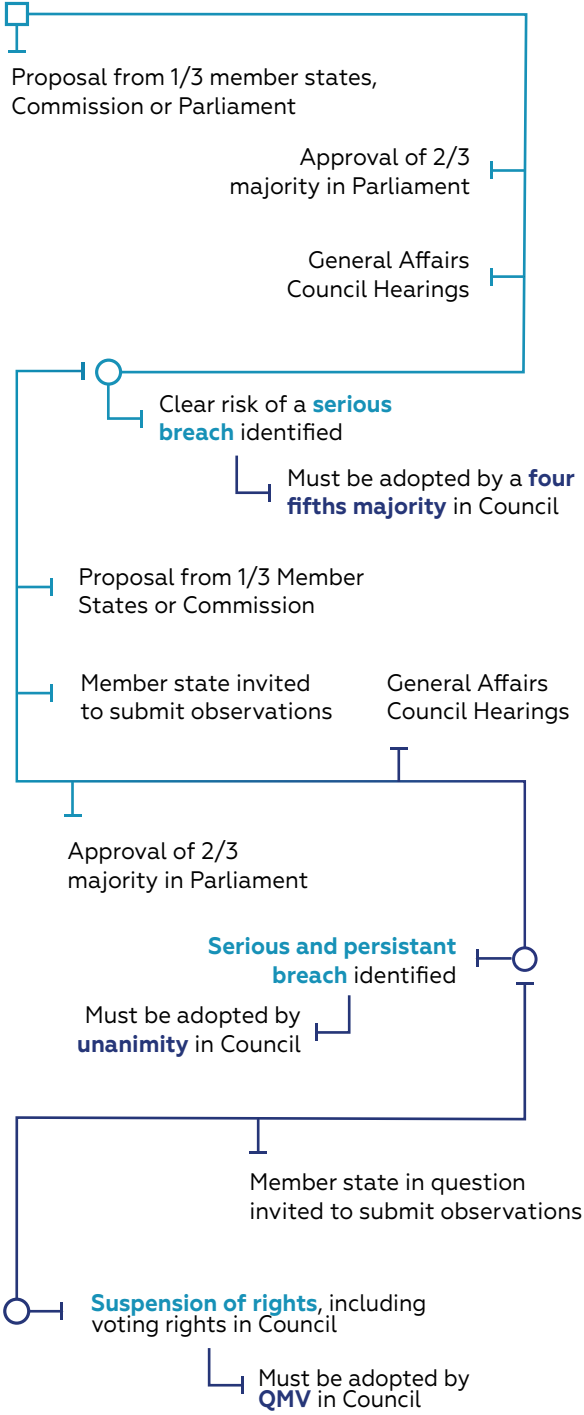 Proposal from 1/3 member states,
Commission or Parliament
Approval of 2/3
majority in Parliament
General Affairs
Council Hearings
Clear risk of a serious
breach identified
Must be adopted by a four
fifths majority in Council
Proposal from 1/3 Member
States or Commission
Member state invited
to submit observations
General Affairs
Council Hearings
Approval of 2/3
majority in Parliament
Serious and persistant
breach identified
Must be adopted by
unanimity in Council
Member state in question
invited to submit observations
Suspension of rights, including
voting rights in Council
Must be adopted by
QMV in Council